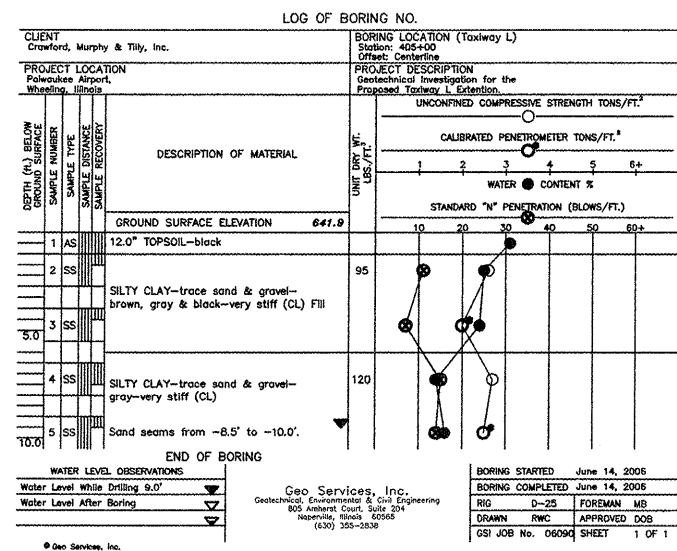 LOG OF BORING NO.
CLIENT
Crawford, Murphy & Tilly, Inc.
BORING LOCATION (Taxiway L)
Station: 405+00
Offset: Centerline
PROJECT LOCATION
Palwaukee Airport,
Wheeling, Illinois
PROJECT DESCRIPTION
Geotechnical Investigation for the
Proposed Taxiway L Extention.
DEPTH (ft.) BELOW
GROUND SURFACE
SAMPLE NUMBER
SAMPLE TYPE
SAMPLE DISTANCE
SAMPLE RECOVERY
DESCRIPTION OF MATERIAL
UNIT DRY WT.
LBS./FT.³
UNCONFINED COMPRESSIVE STRENGTH TONS/FT.²
CALIBRATED PENETROMETER TONS/FT.²
1 2 3 4 5 6+
WATER CONTENT %
STANDARD "N" PENETRATION (BLOWS/FT.)
10 20 30 40 50 60+
GROUND SURFACE ELEVATION 641.9
1 AS 12.0" TOPSOIL-black
2 SS 95
SILTY CLAY-trace sand & gravel-
brown, gray & black-very stiff (CL) Fill
3 SS
5.0
4 SS 120
SILTY CLAY-trace sand & gravel-
gray-very stiff (CL)
5 SS Sand seams from ~8.5' to ~10.0'.
10.0
END OF BORING
WATER LEVEL OBSERVATIONS
Water Level While Drilling 9.0'
Water Level After Boring
Geo Services, Inc.
Geotechnical, Environmental & Civil Engineering
805 Amherst Court, Suite 204
Naperville, Illinois 60565
(630) 355-2838
BORING STARTED June 14, 2006
BORING COMPLETED June 14, 2006
RIG D-25 FOREMAN MB
DRAWN RWC APPROVED DOB
GSI JOB No. 06090 SHEET 1 OF 1
© Geo Services, Inc.